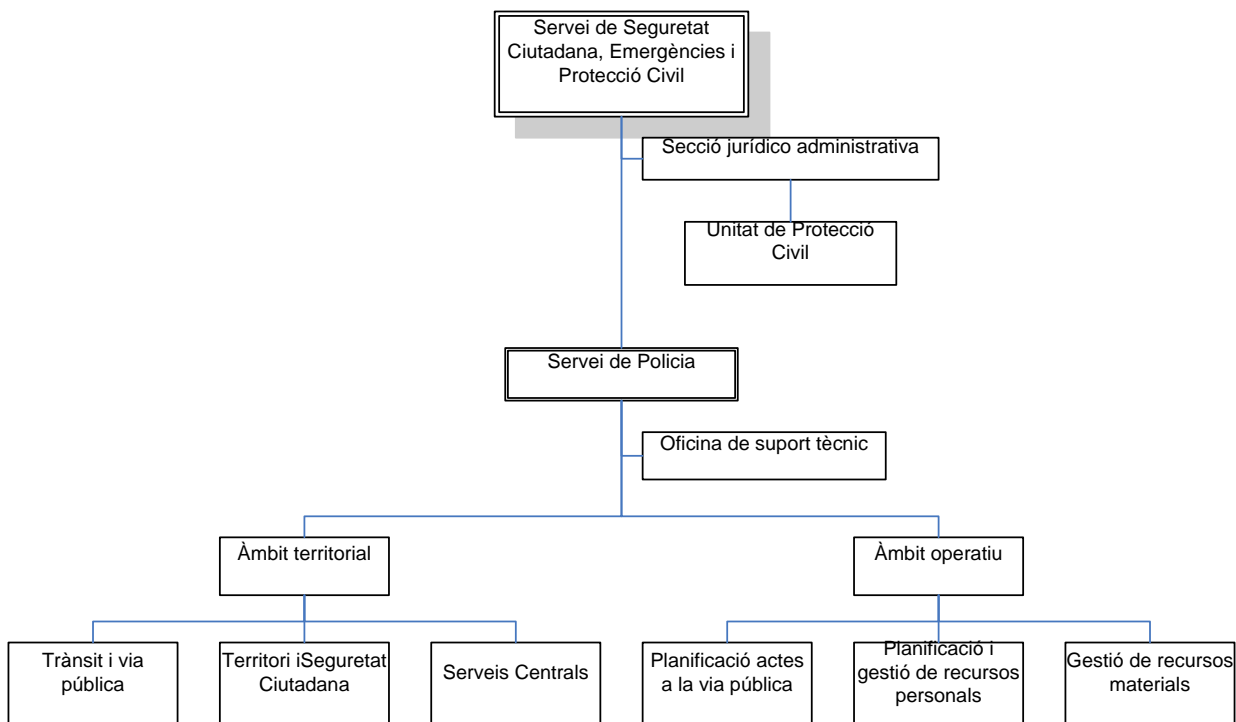 Servei de Seguretat
Ciutadana, Emergències i
Protecció Civil
Secció jurídico administrativa
Unitat de Protecció
Civil
Servei de Policia
Oficina de suport tècnic
Àmbit territorial
Àmbit operatiu
Trànsit i via
pública
Territori iSeguretat
Ciutadana
Serveis Centrals
Planificació actes
a la via pública
Planificació i
gestió de recursos
personals
Gestió de recursos
materials